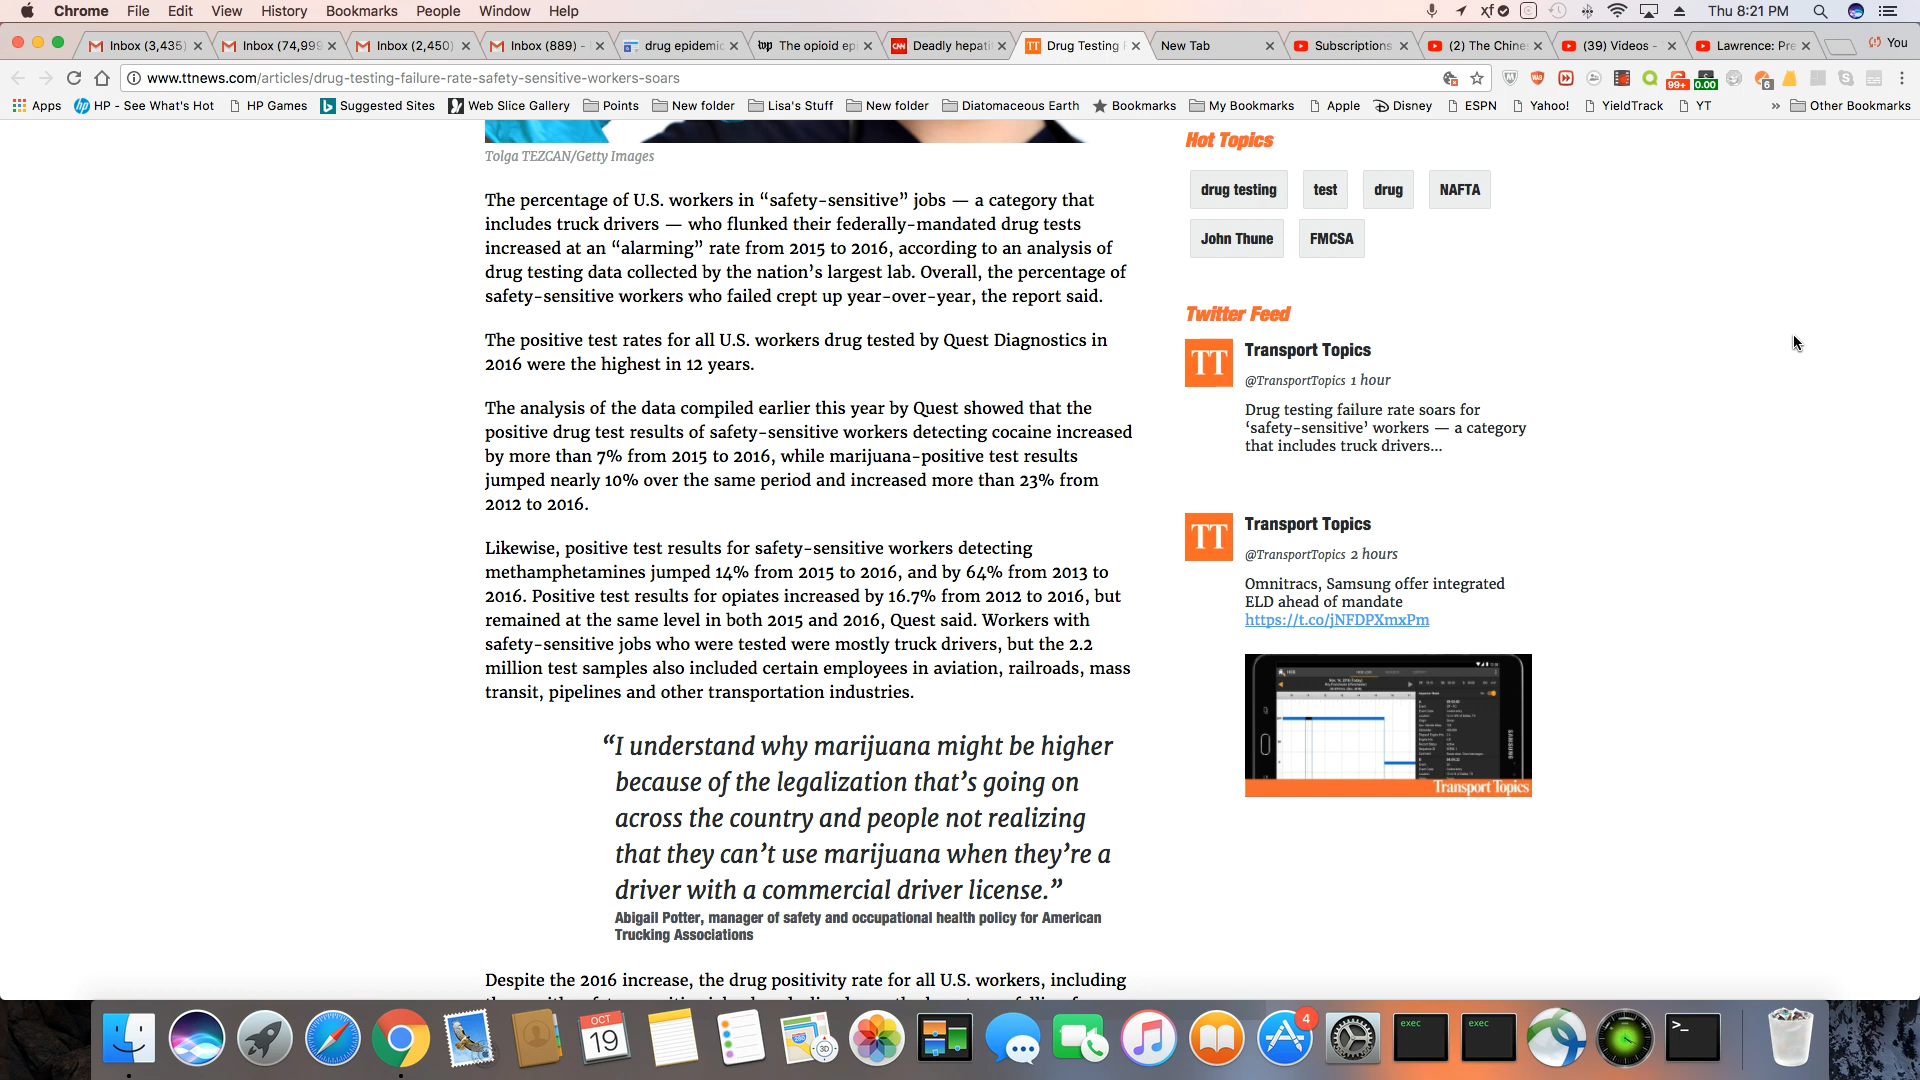 Chrome File Edit View History Bookmarks People Window Help
Thu 8:21 PM
Inbox (3,435)
Inbox (74,999
Inbox (2,450)
Inbox (889) -
drug epidemic
The opioid ep
Deadly hepati
Drug Testing F
New Tab
Subscriptions
(2) The Chine
(39) Videos -
Lawrence: Pre
You
www.ttnews.com/articles/drug-testing-failure-rate-safety-sensitive-workers-soars
99+
0.00
6
Apps
HP - See What's Hot
HP Games
Suggested Sites
Web Slice Gallery
Points
New folder
Lisa's Stuff
New folder
Diatomaceous Earth
Bookmarks
My Bookmarks
Apple
Disney
ESPN
Yahoo!
YieldTrack
YT
»
Other Bookmarks
Tolga TEZCAN/Getty Images
The percentage of U.S. workers in “safety-sensitive” jobs — a category that
includes truck drivers — who flunked their federally-mandated drug tests
increased at an “alarming” rate from 2015 to 2016, according to an analysis of
drug testing data collected by the nation’s largest lab. Overall, the percentage of
safety-sensitive workers who failed crept up year-over-year, the report said.
The positive test rates for all U.S. workers drug tested by Quest Diagnostics in
2016 were the highest in 12 years.
The analysis of the data compiled earlier this year by Quest showed that the
positive drug test results of safety-sensitive workers detecting cocaine increased
by more than 7% from 2015 to 2016, while marijuana-positive test results
jumped nearly 10% over the same period and increased more than 23% from
2012 to 2016.
Likewise, positive test results for safety-sensitive workers detecting
methamphetamines jumped 14% from 2015 to 2016, and by 64% from 2013 to
2016. Positive test results for opiates increased by 16.7% from 2012 to 2016, but
remained at the same level in both 2015 and 2016, Quest said. Workers with
safety-sensitive jobs who were tested were mostly truck drivers, but the 2.2
million test samples also included certain employees in aviation, railroads, mass
transit, pipelines and other transportation industries.
“I understand why marijuana might be higher
because of the legalization that’s going on
across the country and people not realizing
that they can’t use marijuana when they’re a
driver with a commercial driver license.”
Abigail Potter, manager of safety and occupational health policy for American
Trucking Associations
Despite the 2016 increase, the drug positivity rate for all U.S. workers, including
Hot Topics
drug testing
test
drug
NAFTA
John Thune
FMCSA
Twitter Feed
TT
Transport Topics
@TransportTopics 1 hour
Drug testing failure rate soars for
‘safety-sensitive’ workers — a category
that includes truck drivers...
TT
Transport Topics
@TransportTopics 2 hours
Omnitracs, Samsung offer integrated
ELD ahead of mandate
https://t.co/jNFDPXmxPm
SAMSUNG
Transport Topics
OCT
19
3D
4
exec
exec
>_